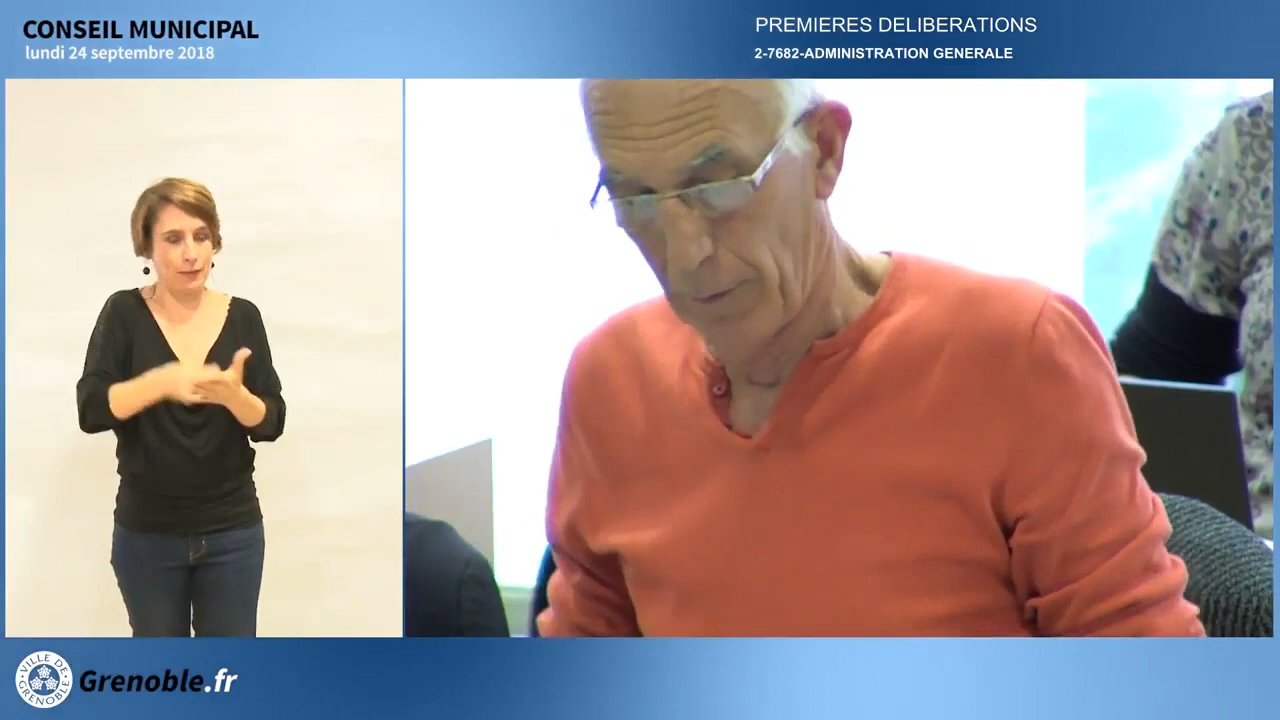 CONSEIL MUNICIPAL
lundi 24 septembre 2018
PREMIERES DELIBERATIONS
2-7682-ADMINISTRATION GENERALE
VILLE DE
GRENOBLE
Grenoble.fr